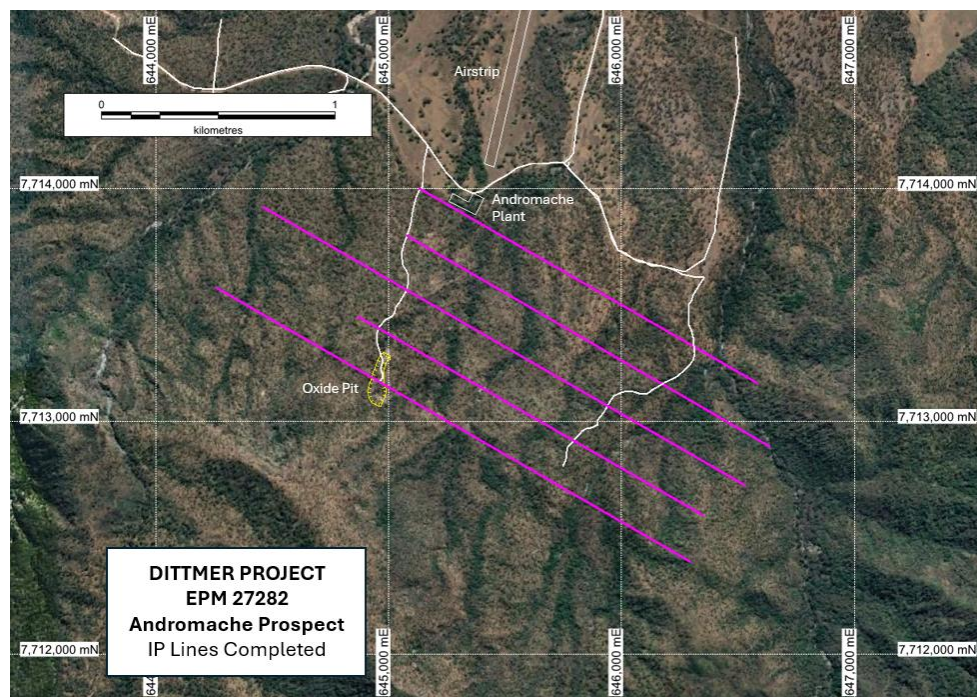 644,000 mE
645,000 mE
646,000 mE
647,000 mE
Airstrip
0
1
kilometres
7,714,000 mN
7,714,000 mN
Andromache
Plant
Oxide Pit
7,713,000 mN
7,713,000 mN
DITTMER PROJECT
EPM 27282
Andromache Prospect
IP Lines Completed
7,712,000 mN
7,712,000 mN
644
645,000 mE
646,000 mE
647,000 mE